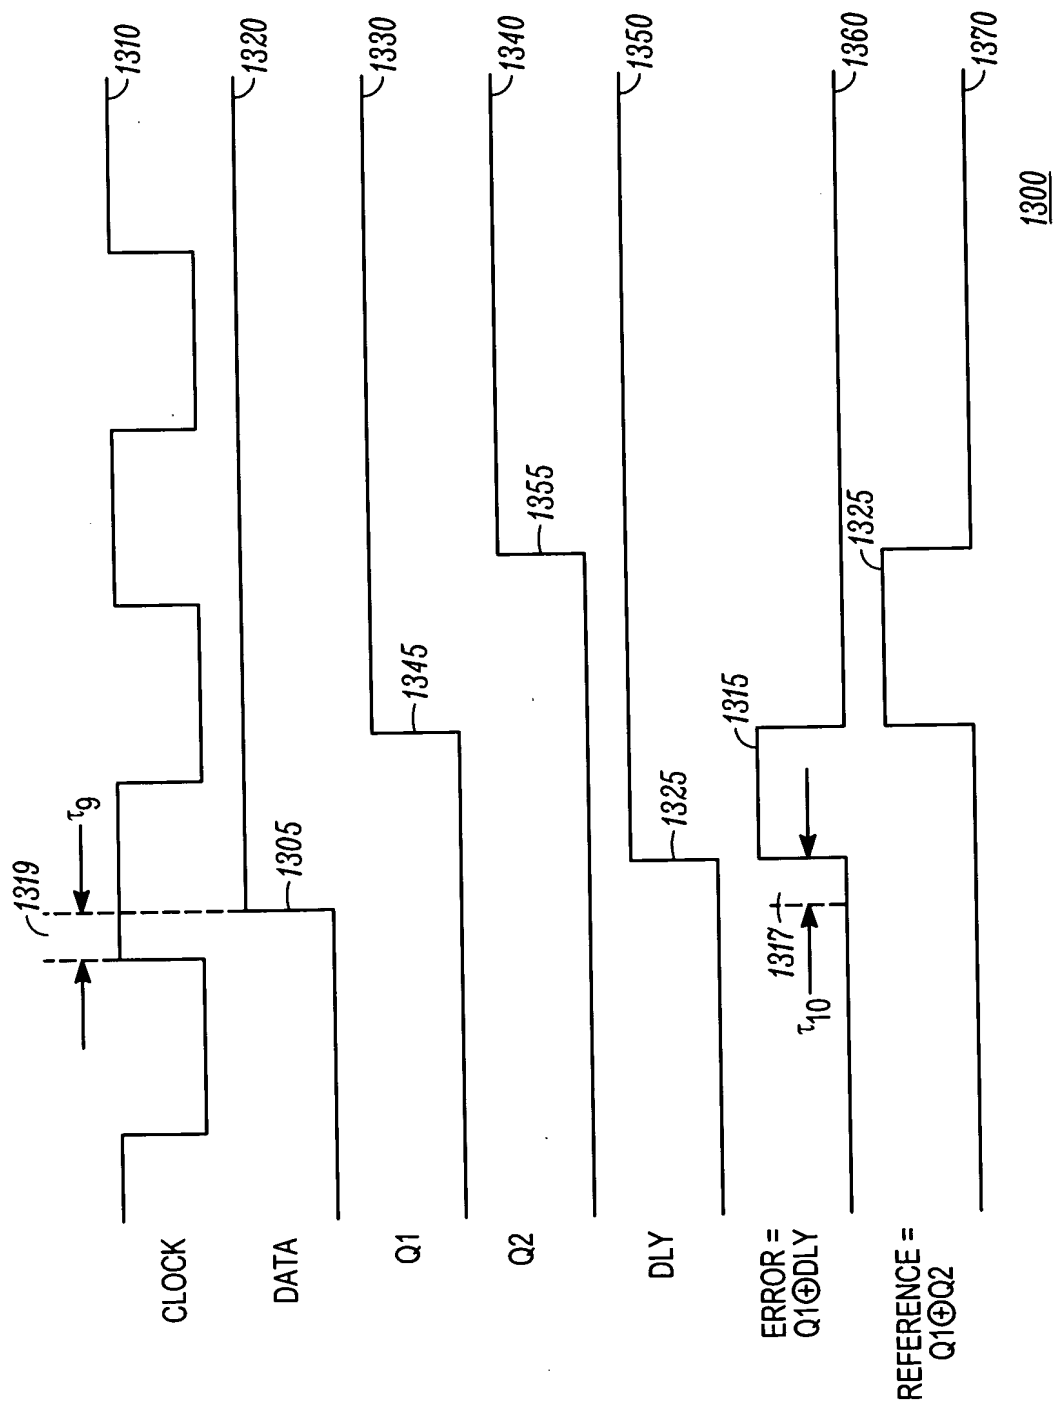 1319
τ9
CLOCK
1310
DATA
1305
1320
Q1
1345
1330
Q2
1355
1340
DLY
1325
1350
ERROR =
Q1⊕DLY
τ10
1317
1315
1360
REFERENCE =
Q1⊕Q2
1325
1370
1300